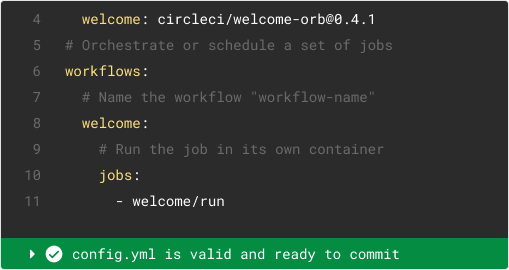 4 welcome: circleci/welcome-orb@0.4.1
5 # Orchestrate or schedule a set of jobs
6 workflows:
7 # Name the workflow "workflow-name"
8 welcome:
9 # Run the job in its own container
10 jobs:
11 - welcome/run
config.yml is valid and ready to commit